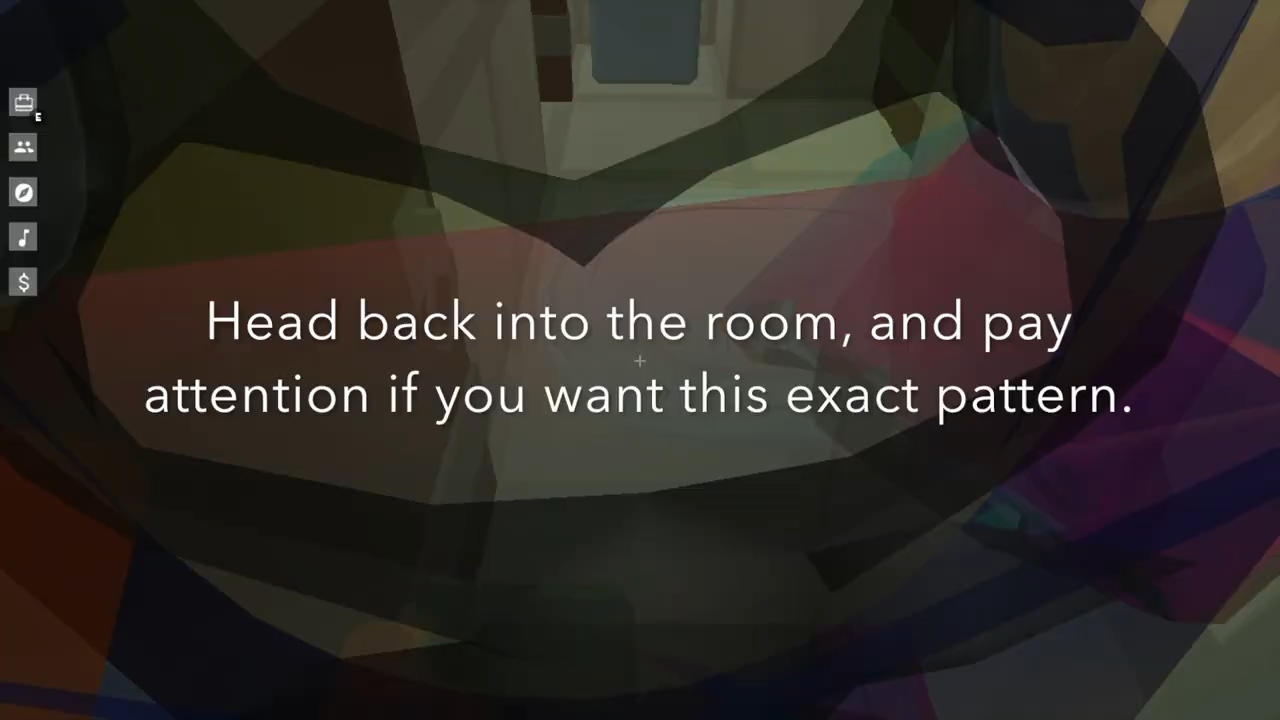 E
$
Head back into the room, and pay
attention if you want this exact pattern.